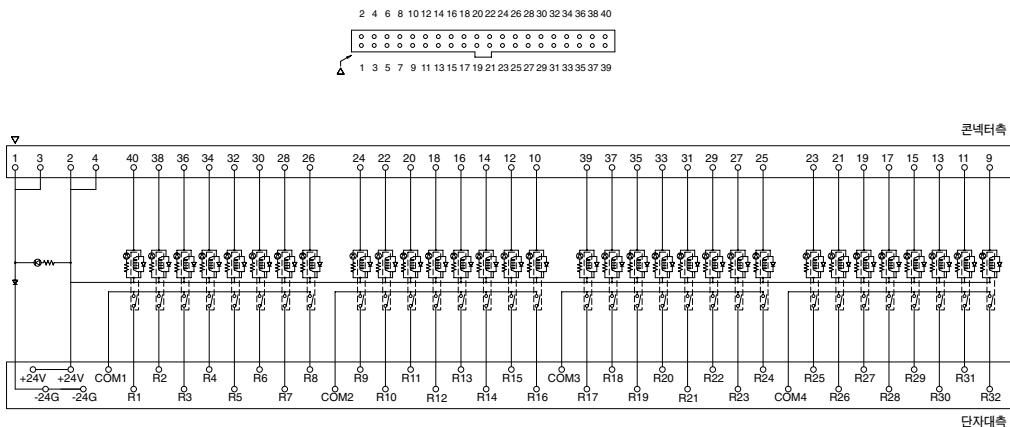 2 4 6 8 10 12 14 16 18 20 22 24 26 28 30 32 34 36 38 40
1 3 5 7 9 11 13 15 17 19 21 23 25 27 29 31 33 35 37 39
콘넥터측
1 3 2 4 40 38 36 34 32 30 28 26 24 22 20 18 16 14 12 10 39 37 35 33 31 29 27 25 23 21 19 17 15 13 11 9
+24V +24V COM1 R2 R4 R6 R8 R9 R11 R13 R15 COM3 R18 R20 R22 R24 R25 R27 R29 R31
-24G -24G R1 R3 R5 R7 COM2 R10 R12 R14 R16 R17 R19 R21 R23 COM4 R26 R28 R30 R32
단자대측